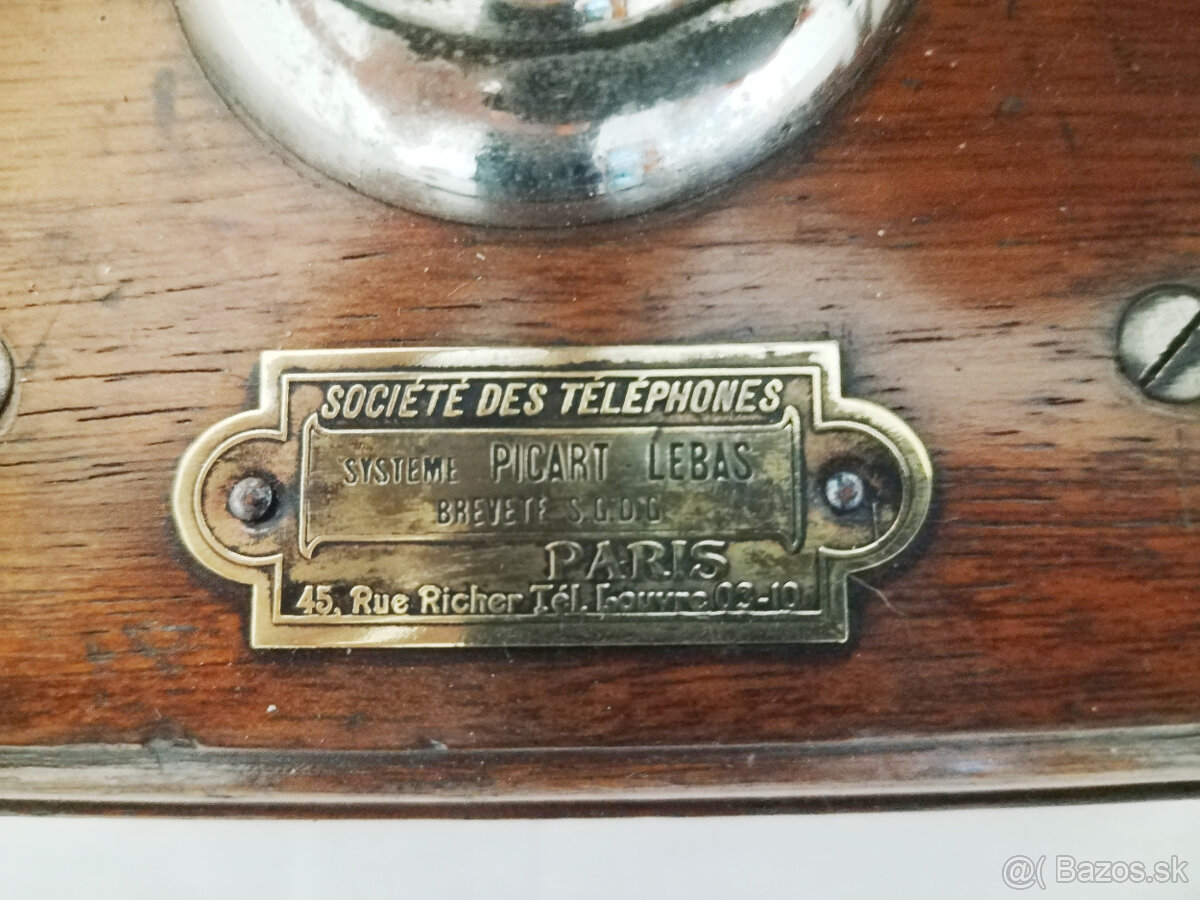 SOCIÉTÉ DES TÉLÉPHONES
SYSTEME PICART LEBAS
BREVETÉ S.G.D.G
PARIS
45, Rue Richer Tél. Louvre 03-10
@( Bazos.sk